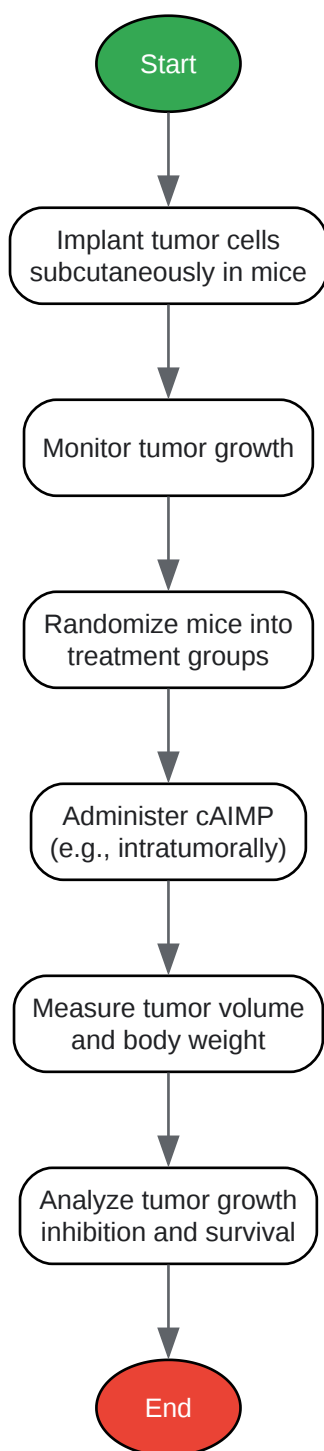 Start
Implant tumor cells
subcutaneously in mice
Monitor tumor growth
Randomize mice into
treatment groups
Administer cAIMP
(e.g., intratumorally)
Measure tumor volume
and body weight
Analyze tumor growth
inhibition and survival
End